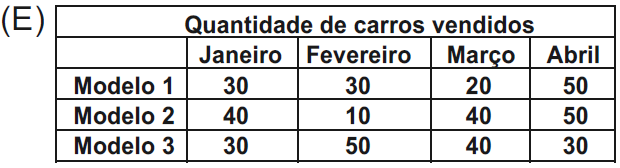 (E)
Quantidade de carros vendidos
Janeiro Fevereiro Março Abril
Modelo 1 30 30 20 50
Modelo 2 40 10 40 50
Modelo 3 30 50 40 30